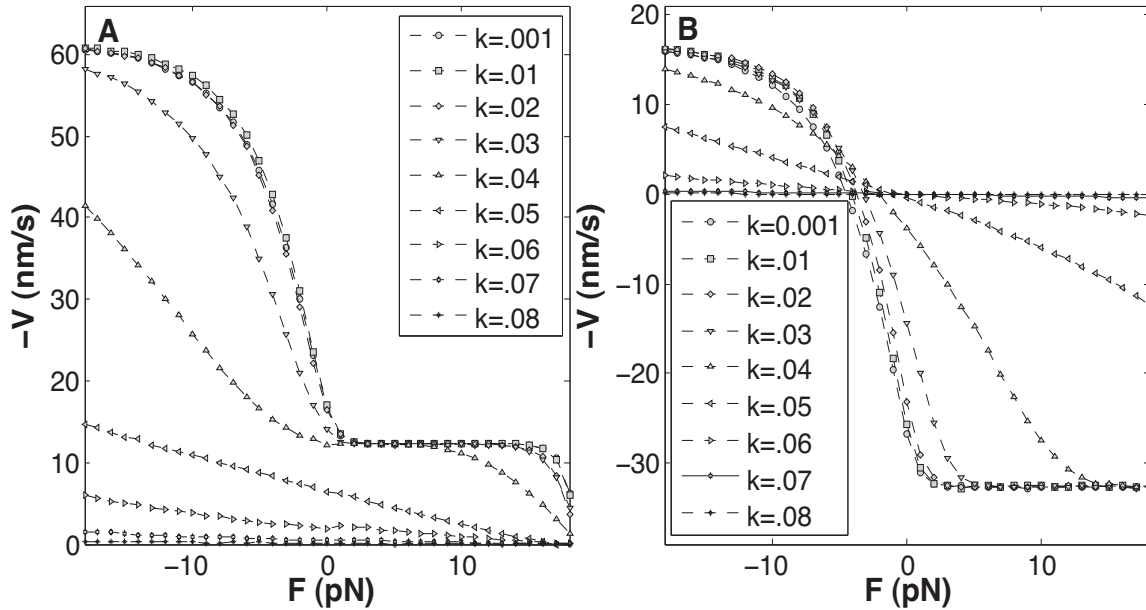 A
60
50
40
30
20
10
0
−V (nm/s)
−10
0
10
F (pN)
k=.001
k=.01
k=.02
k=.03
k=.04
k=.05
k=.06
k=.07
k=.08
B
20
10
0
−10
−20
−30
−V (nm/s)
−10
0
10
F (pN)
k=0.001
k=.01
k=.02
k=.03
k=.04
k=.05
k=.06
k=.07
k=.08